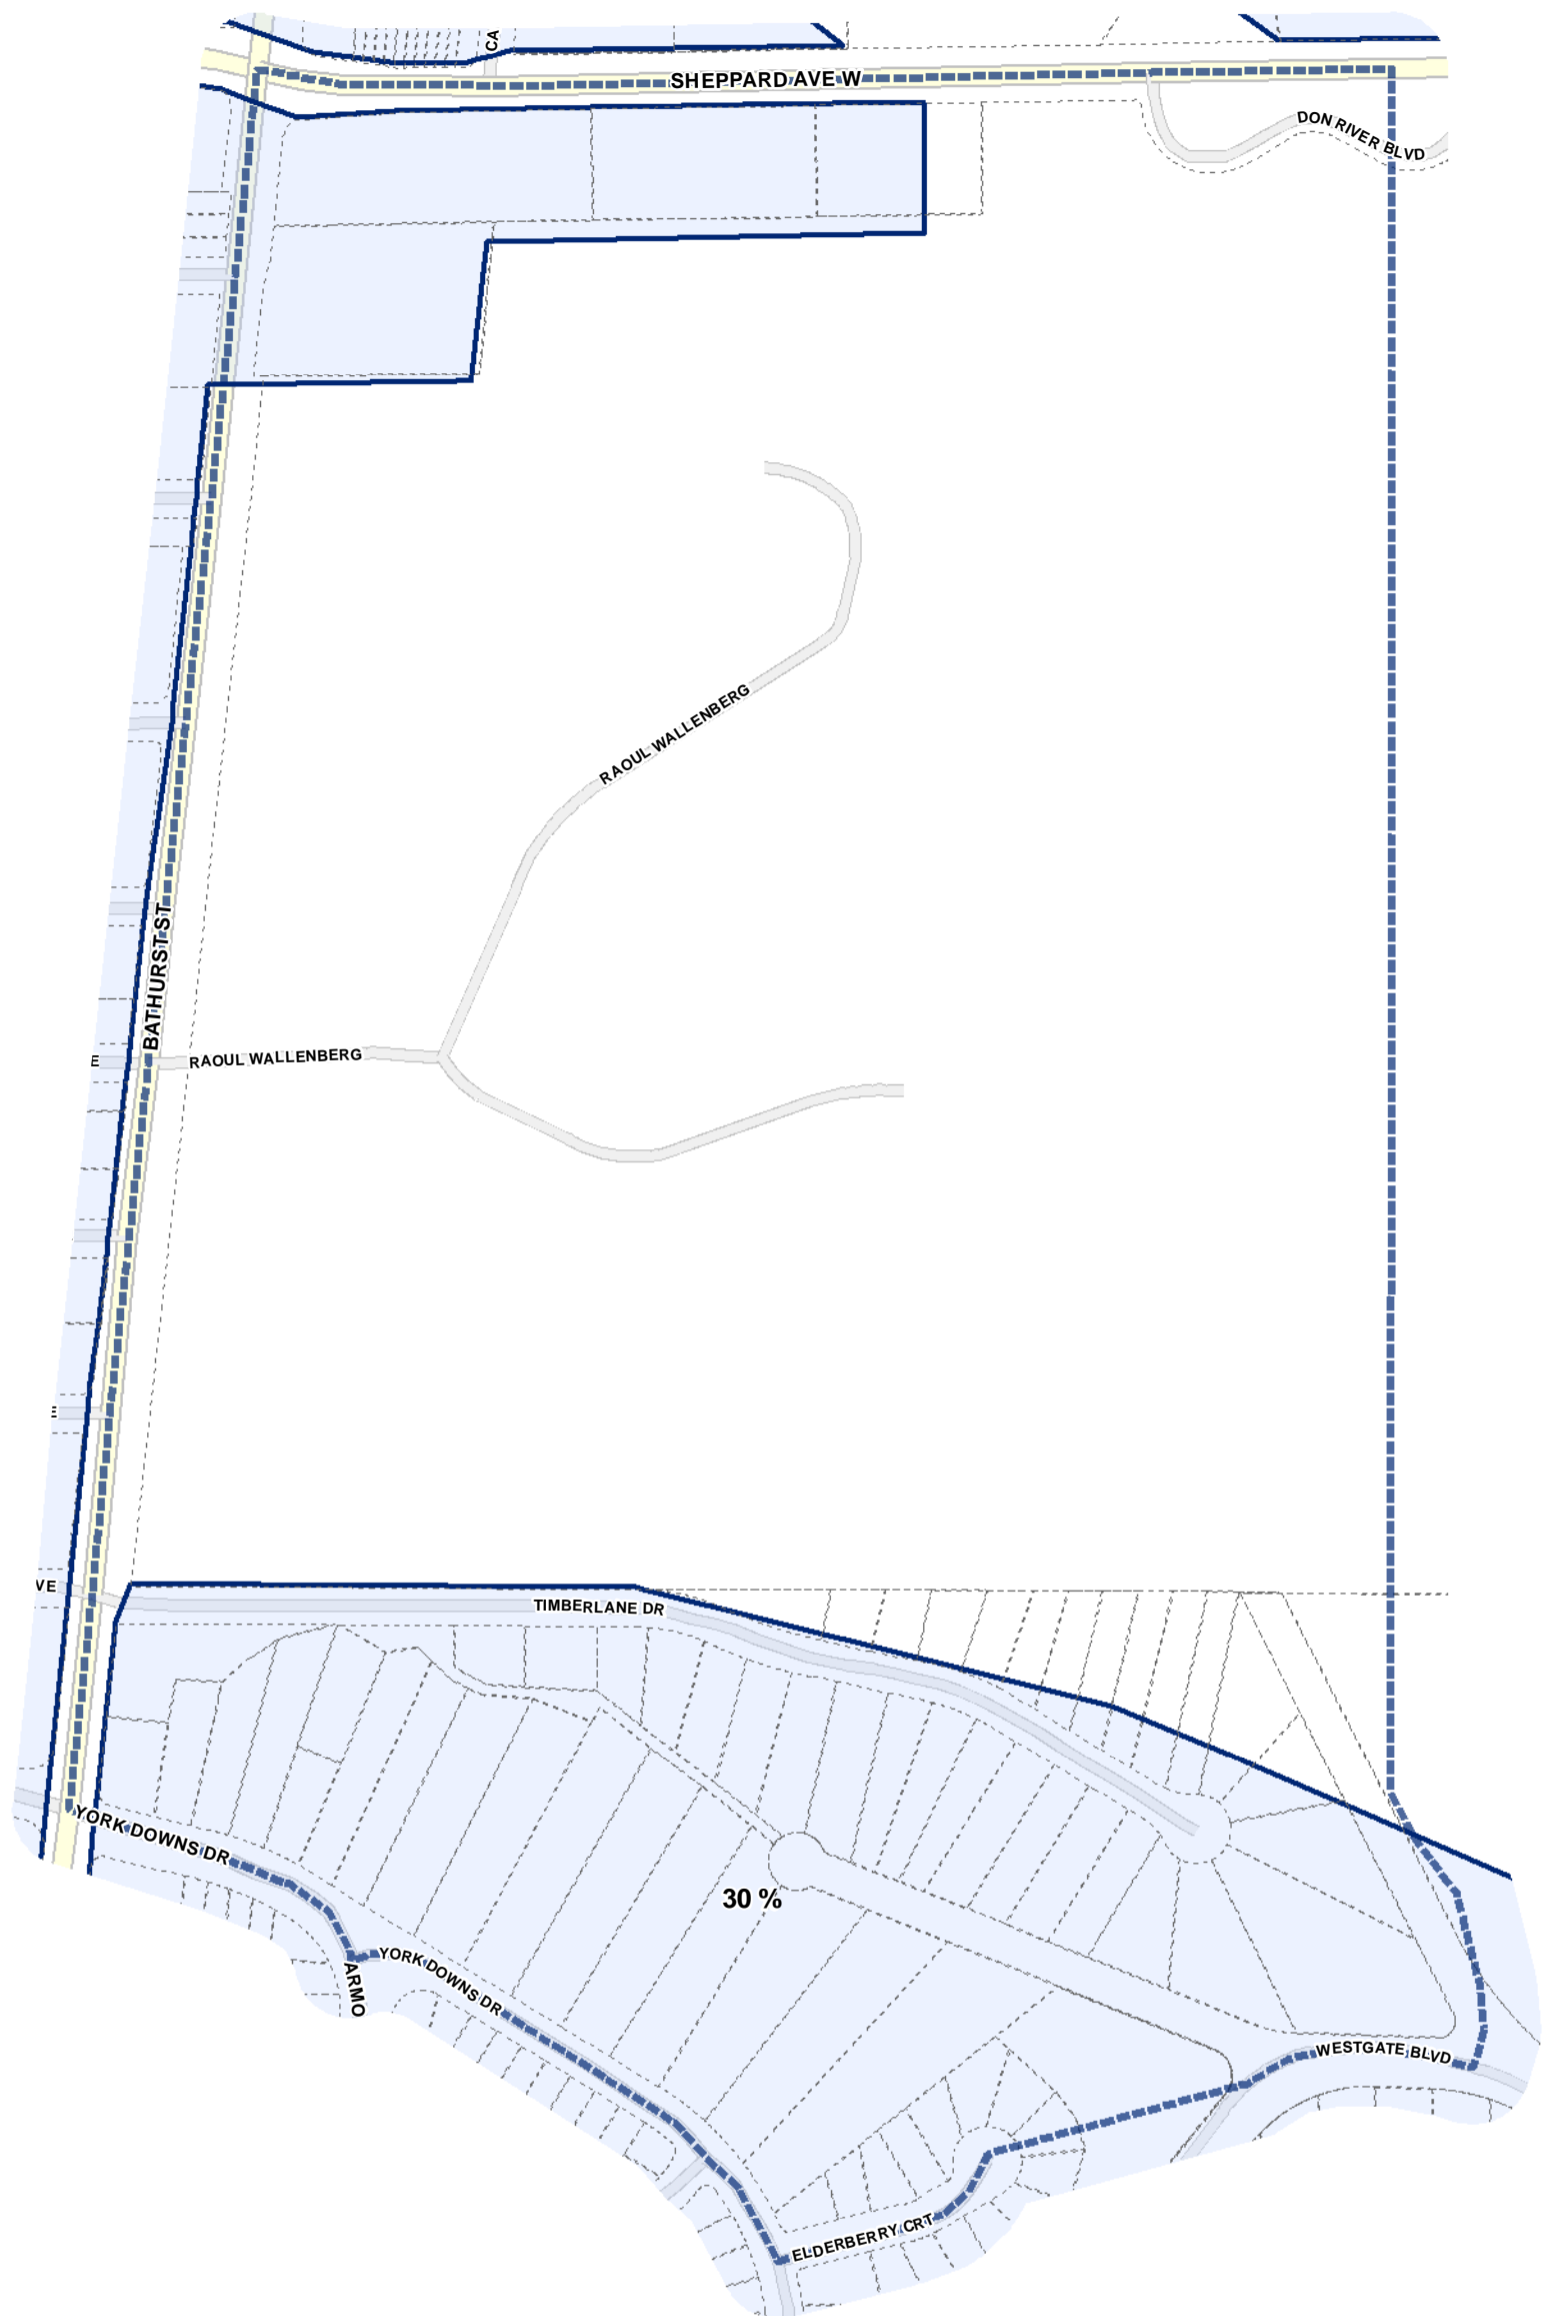 CA
SHEPPARD AVE W
DON RIVER BLVD
RAOUL WALLENBERG
BATHURST ST
E
RAOUL WALLENBERG
E
VE
TIMBERLANE DR
YORK DOWNS DR
30 %
YORK DOWNS DR
ARMO
WESTGATE BLVD
ELDERBERRY CRT